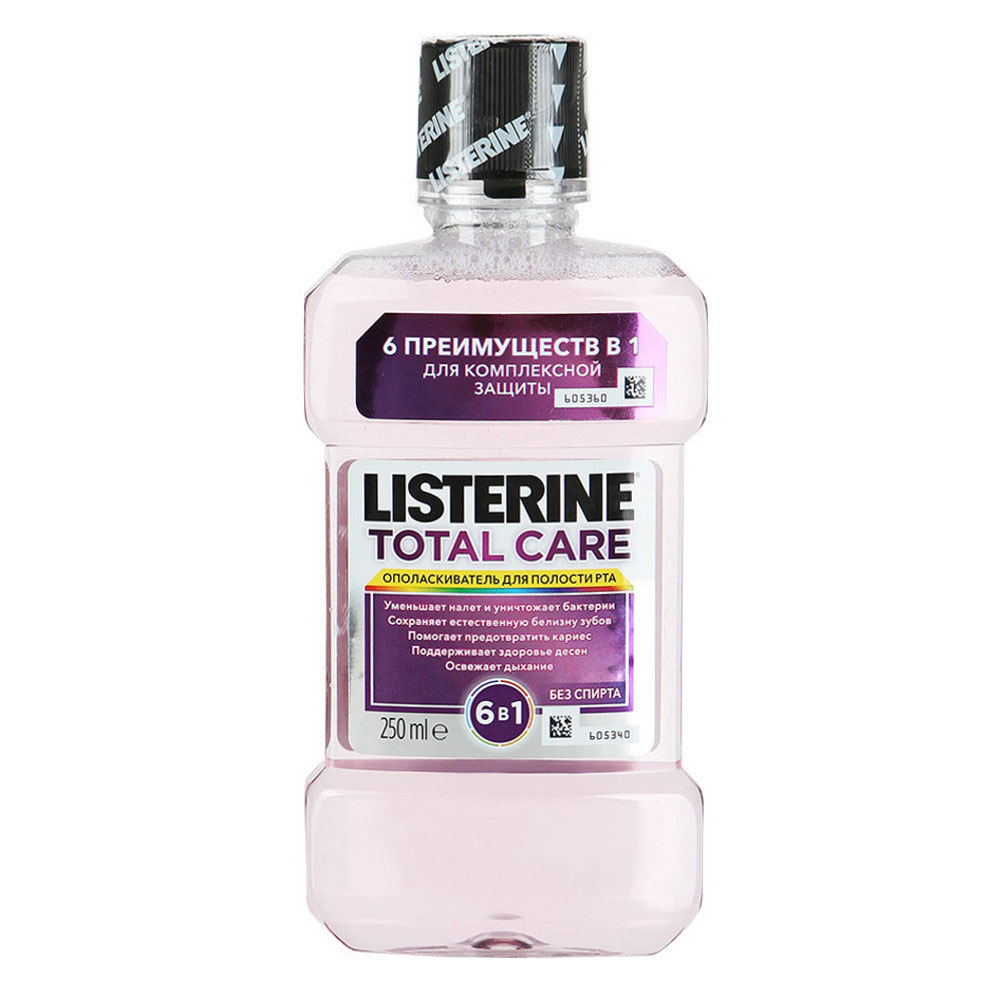 LISTERINE
LISTERINE
LISTERINE®
6 ПРЕИМУЩЕСТВ В 1
ДЛЯ КОМПЛЕКСНОЙ
ЗАЩИТЫ
605360
LISTERINE
TOTAL CARE
ОПОЛАСКИВАТЕЛЬ ДЛЯ ПОЛОСТИ РТА
Уменьшает налет и уничтожает бактерии
Сохраняет естественную белизну зубов
Помогает предотвратить кариес
Поддерживает здоровье десен
Освежает дыхание
БЕЗ СПИРТА
6 В 1
250 ml ℮
605340